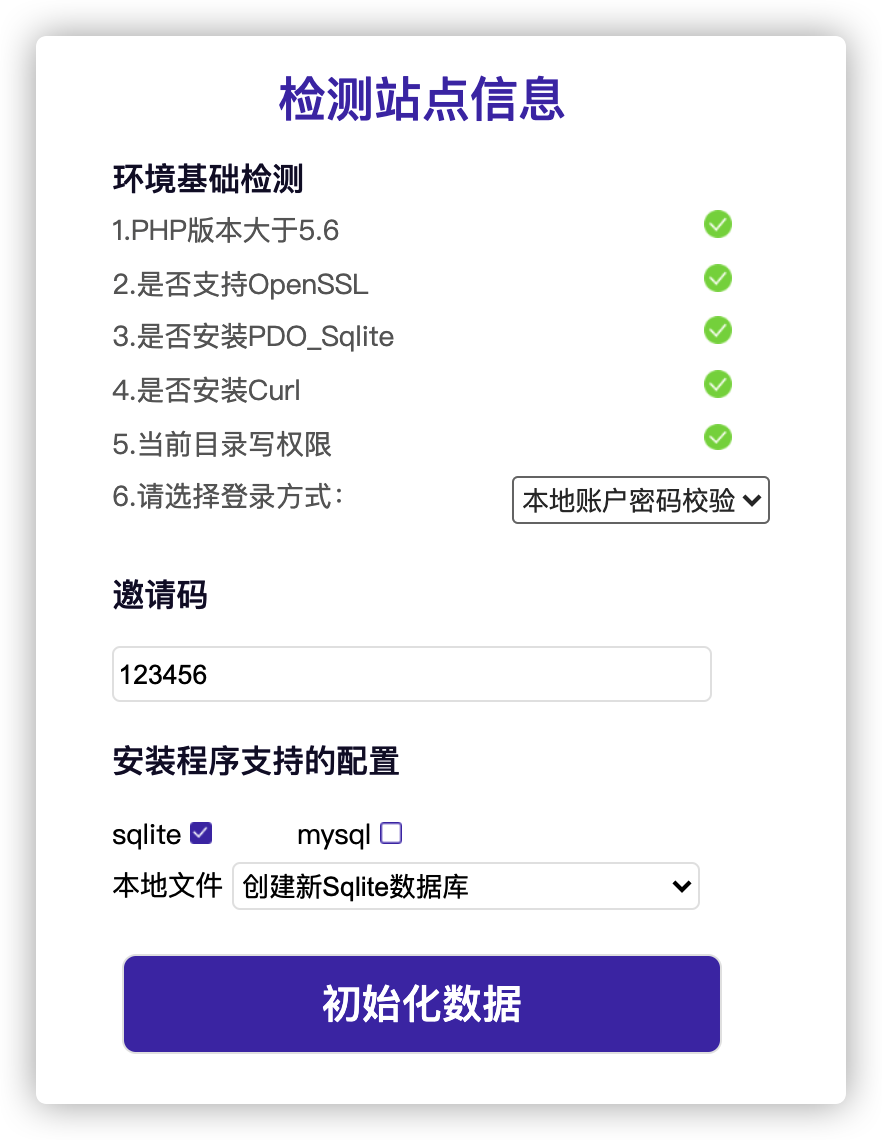 检测站点信息
环境基础检测
1.PHP版本大于5.6
2.是否支持OpenSSL
3.是否安装PDO_Sqlite
4.是否安装Curl
5.当前目录写权限
6.请选择登录方式： 本地账户密码校验
邀请码
123456
安装程序支持的配置
sqlite mysql
本地文件 创建新Sqlite数据库
初始化数据